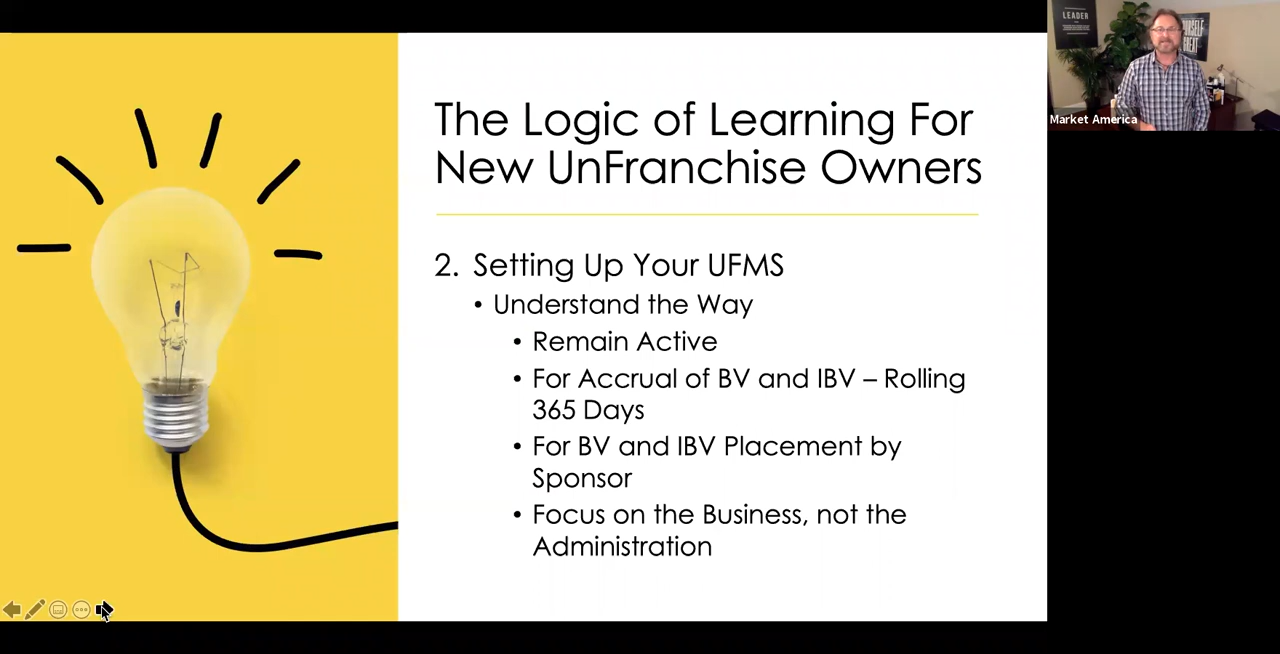 The Logic of Learning For
New UnFranchise Owners
2. Setting Up Your UFMS
• Understand the Way
• Remain Active
• For Accrual of BV and IBV – Rolling
365 Days
• For BV and IBV Placement by
Sponsor
• Focus on the Business, not the
Administration
LEADER
GREAT
Market America